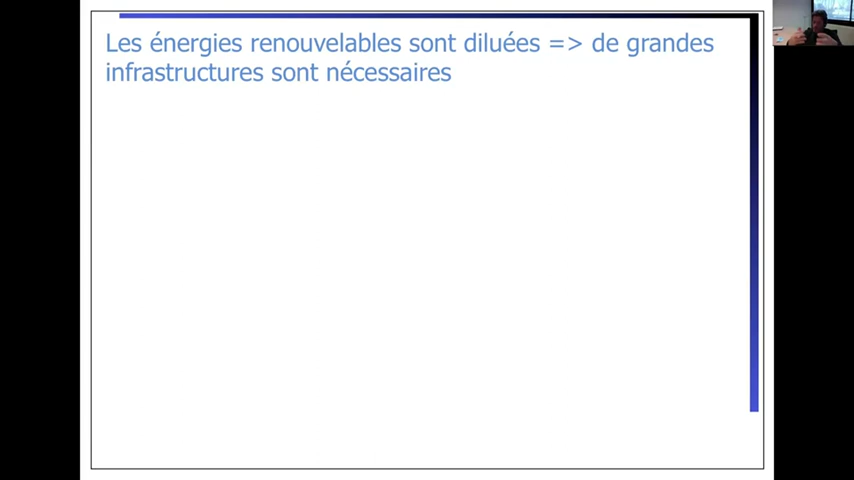 Les énergies renouvelables sont diluées => de grandes
infrastructures sont nécessaires